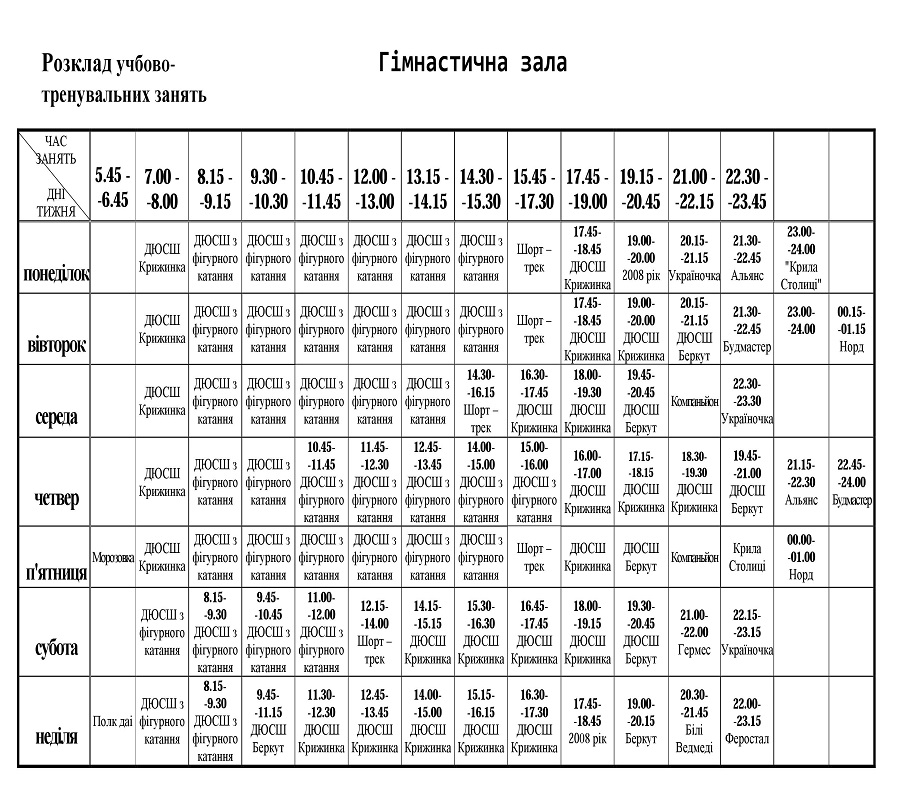 Розклад учбово-
тренувальних занять
Гімнастична зала
ЧАС ЗАНЯТЬ ДНІ ТИЖНЯ | 5.45 - -6.45 | 7.00 - -8.00 | 8.15 - -9.15 | 9.30 - -10.30 | 10.45 - -11.45 | 12.00 - -13.00 | 13.15 - -14.15 | 14.30 - -15.30 | 15.45 - -17.30 | 17.45 - -19.00 | 19.15 - -20.45 | 21.00 - -22.15 | 22.30 - -23.45
понеділок | ДЮСШ Крижинка | ДЮСШ з фігурного катання | ДЮСШ з фігурного катання | ДЮСШ з фігурного катання | ДЮСШ з фігурного катання | ДЮСШ з фігурного катання | ДЮСШ з фігурного катання | Шорт – трек | 17.45- -18.45 ДЮСШ Крижинка | 19.00- -20.00 2008 рік | 20.15- -21.15 Україночка | 21.30- -22.45 Альянс | 23.00- -24.00 "Крила Столиці"
вівторок | ДЮСШ Крижинка | ДЮСШ з фігурного катання | ДЮСШ з фігурного катання | ДЮСШ з фігурного катання | ДЮСШ з фігурного катання | ДЮСШ з фігурного катання | ДЮСШ з фігурного катання | Шорт – трек | 17.45- -18.45 ДЮСШ Крижинка | 19.00- -20.00 ДЮСШ Крижинка | 20.15- -21.15 ДЮСШ Беркут | 21.30- -22.45 Будмастер | 23.00- -24.00 | 00.15- -01.15 Норд
середа | ДЮСШ Крижинка | ДЮСШ з фігурного катання | ДЮСШ з фігурного катання | ДЮСШ з фігурного катання | ДЮСШ з фігурного катання | ДЮСШ з фігурного катання | 14.30- -16.15 Шорт – трек | 16.30- -17.45 ДЮСШ Крижинка | 18.00- -19.30 ДЮСШ Крижинка | 19.45- -20.45 ДЮСШ Беркут | Компаньйон | 22.30- -23.30 Україночка
четвер | ДЮСШ Крижинка | ДЮСШ з фігурного катання | ДЮСШ з фігурного катання | 10.45- -11.45 ДЮСШ з фігурного катання | 11.45- -12.30 ДЮСШ з фігурного катання | 12.45- -13.45 ДЮСШ з фігурного катання | 14.00- -15.00 ДЮСШ з фігурного катання | 15.00- -16.00 ДЮСШ з фігурного катання | 16.00- -17.00 ДЮСШ Крижинка | 17.15- -18.15 ДЮСШ Крижинка | 18.30- -19.30 ДЮСШ Крижинка | 19.45- -21.00 ДЮСШ Беркут | 21.15- -22.30 Альянс | 22.45- -24.00 Будмастер
п'ятниця | Морозовка | ДЮСШ Крижинка | ДЮСШ з фігурного катання | ДЮСШ з фігурного катання | ДЮСШ з фігурного катання | ДЮСШ з фігурного катання | ДЮСШ з фігурного катання | ДЮСШ з фігурного катання | Шорт – трек | ДЮСШ Крижинка | ДЮСШ Беркут | Компаньйон | Крила Столиці | 00.00- -01.00 Норд
субота | ДЮСШ з фігурного катання | 8.15- -9.30 ДЮСШ з фігурного катання | 9.45- -10.45 ДЮСШ з фігурного катання | 11.00- -12.00 ДЮСШ з фігурного катання | 12.15- -14.00 Шорт – трек | 14.15- -15.15 ДЮСШ Крижинка | 15.30- -16.30 ДЮСШ Крижинка | 16.45- -17.45 ДЮСШ Крижинка | 18.00- -19.15 ДЮСШ Крижинка | 19.30- -20.45 ДЮСШ Беркут | 21.00- -22.00 Гермес | 22.15- -23.15 Україночка
неділя | Полк даі | ДЮСШ з фігурного катання | 8.15- -9.30 ДЮСШ з фігурного катання | 9.45- -11.15 ДЮСШ Беркут | 11.30- -12.30 ДЮСШ Крижинка | 12.45- -13.45 ДЮСШ Крижинка | 14.00- -15.00 ДЮСШ Крижинка | 15.15- -16.15 ДЮСШ Крижинка | 16.30- -17.30 ДЮСШ Крижинка | 17.45- -18.45 2008 рік | 19.00- -20.15 Беркут | 20.30- -21.45 Білі Ведмеді | 22.00- -23.15 Феростал